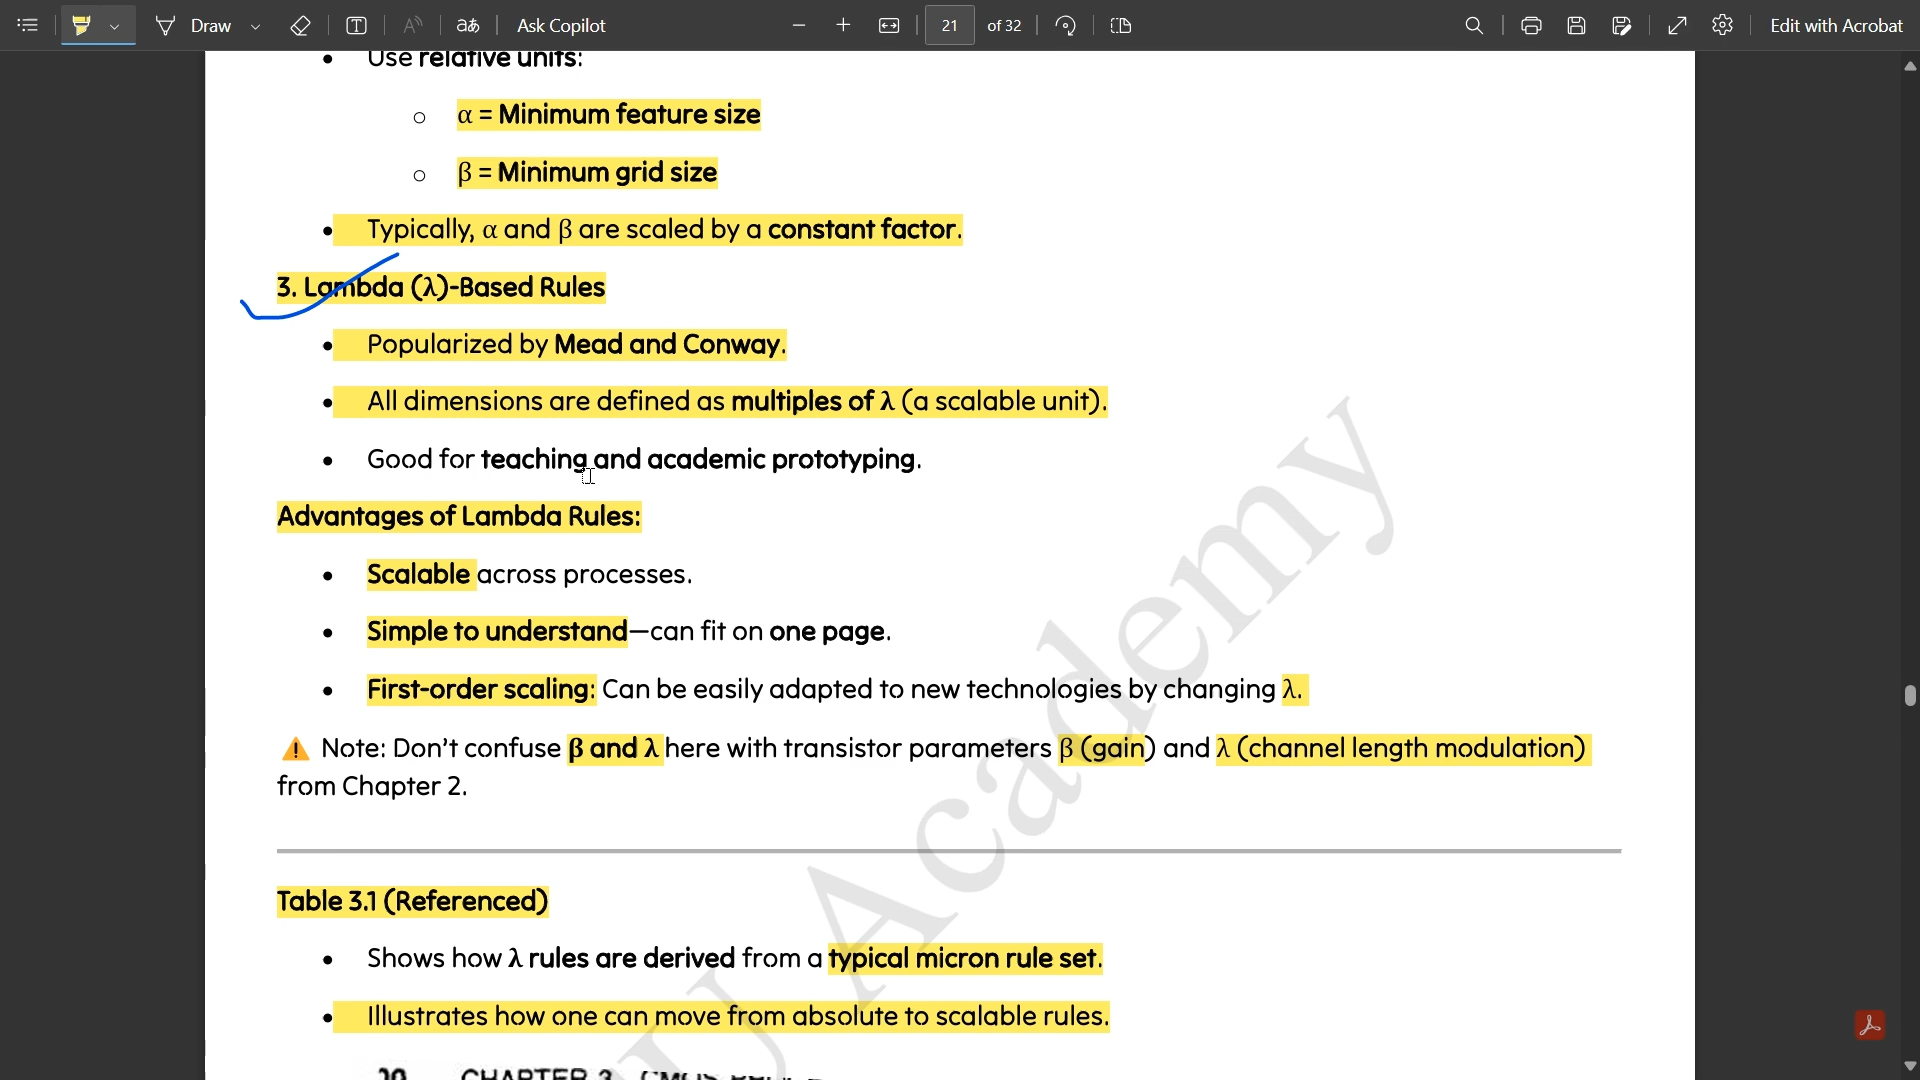 Draw
T
A
aあ
Ask Copilot
21
of 32
Edit with Acrobat
• Use relative units:
○ α = Minimum feature size
○ β = Minimum grid size
• Typically, α and β are scaled by a constant factor.
3. Lambda (λ)-Based Rules
• Popularized by Mead and Conway.
• All dimensions are defined as multiples of λ (a scalable unit).
• Good for teaching and academic prototyping.
Advantages of Lambda Rules:
• Scalable across processes.
• Simple to understand—can fit on one page.
• First-order scaling: Can be easily adapted to new technologies by changing λ.
⚠ Note: Don't confuse β and λ here with transistor parameters β (gain) and λ (channel length modulation)
from Chapter 2.
Table 3.1 (Referenced)
• Shows how λ rules are derived from a typical micron rule set.
• Illustrates how one can move from absolute to scalable rules.
CHAPTER 3
U Academy